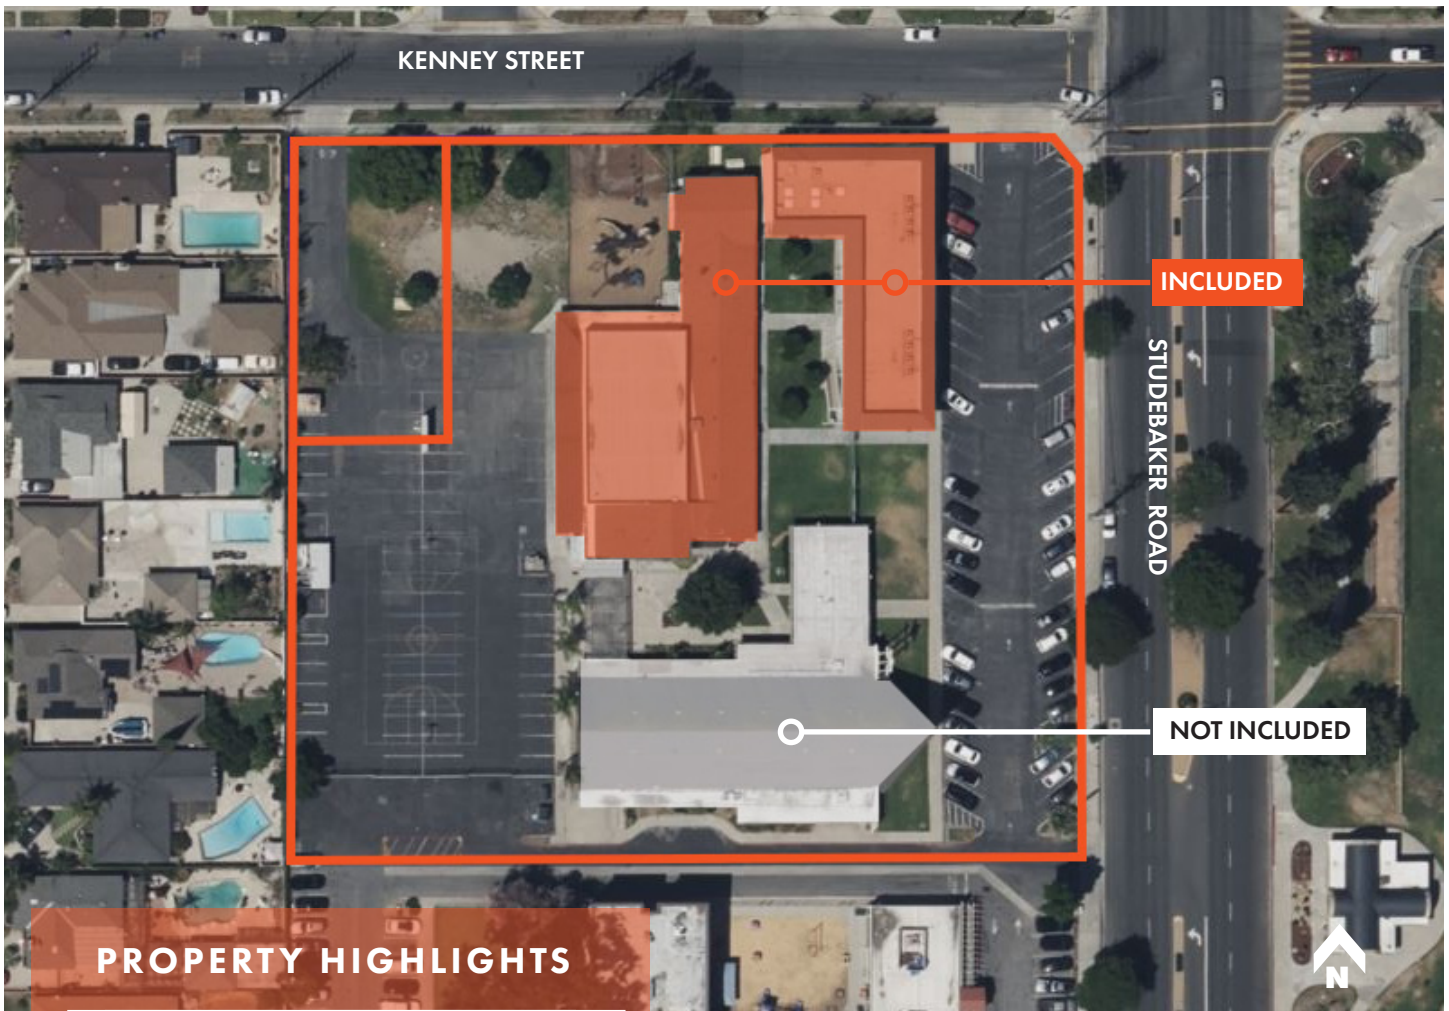 KENNEY STREET
INCLUDED
STUDEBAKER ROAD
NOT INCLUDED
PROPERTY HIGHLIGHTS
N